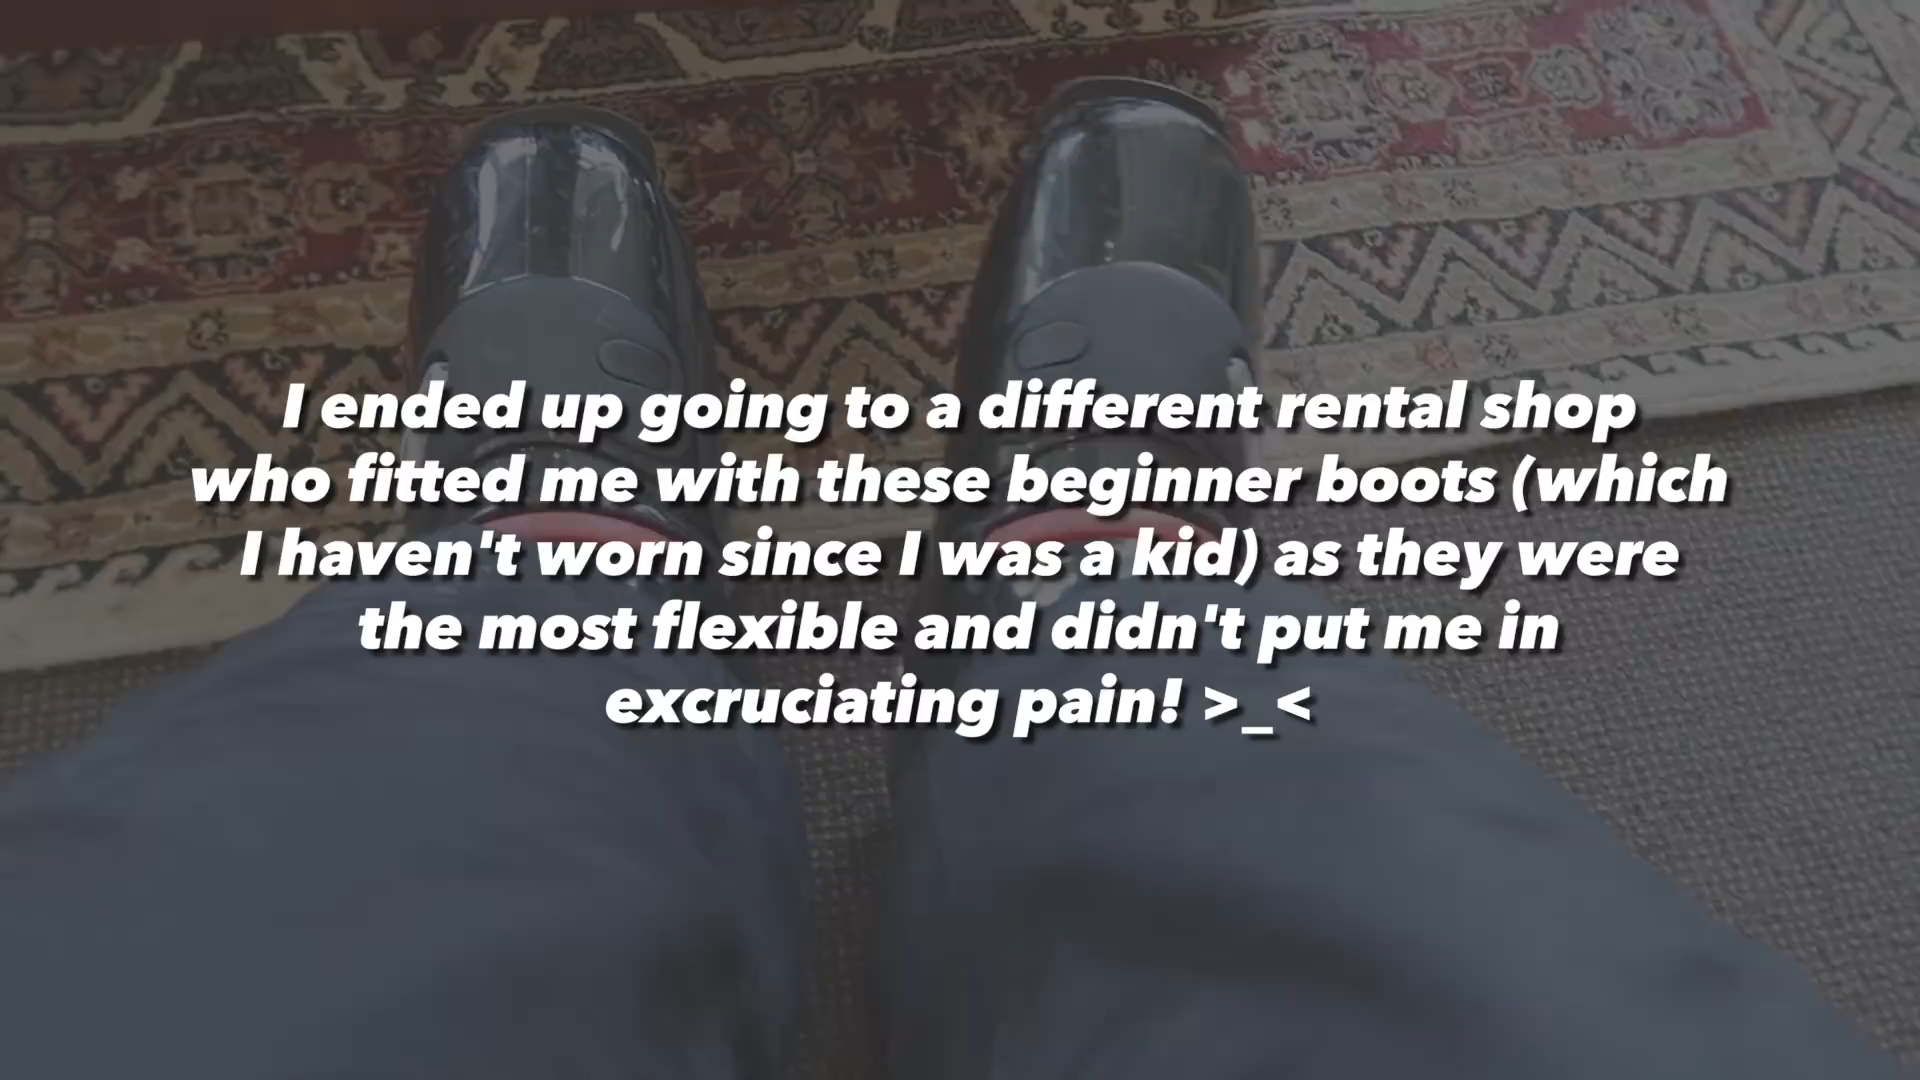 I ended up going to a different rental shop
who fitted me with these beginner boots (which
I haven't worn since I was a kid) as they were
the most flexible and didn't put me in
excruciating pain! >_<